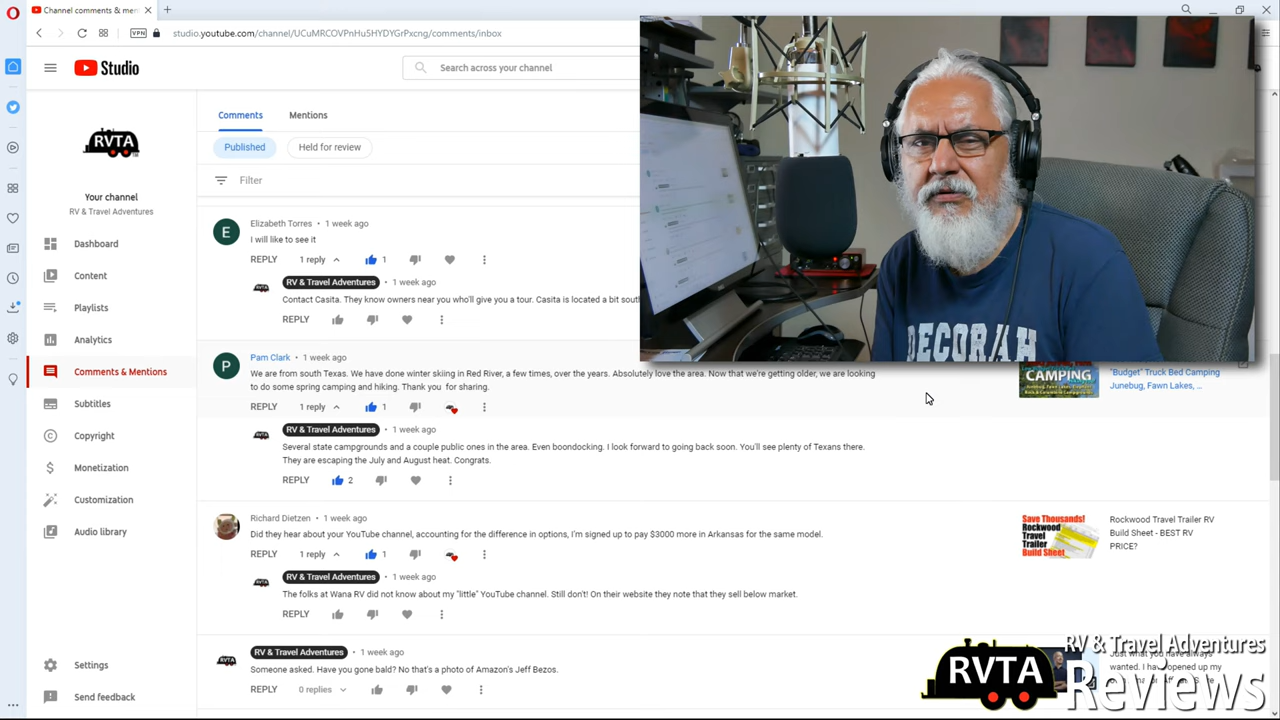 Channel comments & men
VPN
studio.youtube.com/channel/UCuMRCOVPnHu5HYDYGrPxcng/comments/inbox
Studio
Search across your channel
RVTA
Your channel
RV & Travel Adventures
Dashboard
Content
Playlists
Analytics
Comments & Mentions
Subtitles
Copyright
Monetization
Customization
Audio library
Settings
Send feedback
Comments
Mentions
Published
Held for review
Filter
E
Elizabeth Torres • 1 week ago
I will like to see it
REPLY 1 reply 1
RV & Travel Adventures • 1 week ago
Contact Casita. They know owners near you who'll give you a tour. Casita is located a bit sout
REPLY
P
Pam Clark • 1 week ago
We are from south Texas. We have done winter skiing in Red River, a few times, over the years. Absolutely love the area. Now that we're getting older, we are looking
to do some spring camping and hiking. Thank you for sharing.
REPLY 1 reply 1
CAMPING
"Budget" Truck Bed Camping
Junebug, Fawn Lakes, ...
RV & Travel Adventures • 1 week ago
Several state campgrounds and a couple public ones in the area. Even boondocking. I look forward to going back soon. You'll see plenty of Texans there.
They are escaping the July and August heat. Congrats.
REPLY 2
Richard Dietzen • 1 week ago
Did they hear about your YouTube channel, accounting for the difference in options, I'm signed up to pay $3000 more in Arkansas for the same model.
REPLY 1 reply 1
Save Thousands!
Rockwood
Travel
Trailer
Build Sheet
Rockwood Travel Trailer RV
Build Sheet - BEST RV
PRICE?
RV & Travel Adventures • 1 week ago
The folks at Wana RV did not know about my "little" YouTube channel. Still don't! On their website they note that they sell below market.
REPLY
RV & Travel Adventures • 1 week ago
Someone asked. Have you gone bald? No that's a photo of Amazon's Jeff Bezos.
REPLY 0 replies
Just what you have always
wanted. I have opened up my
DECORAH
RVTA
RV & Travel Adventures
Reviews